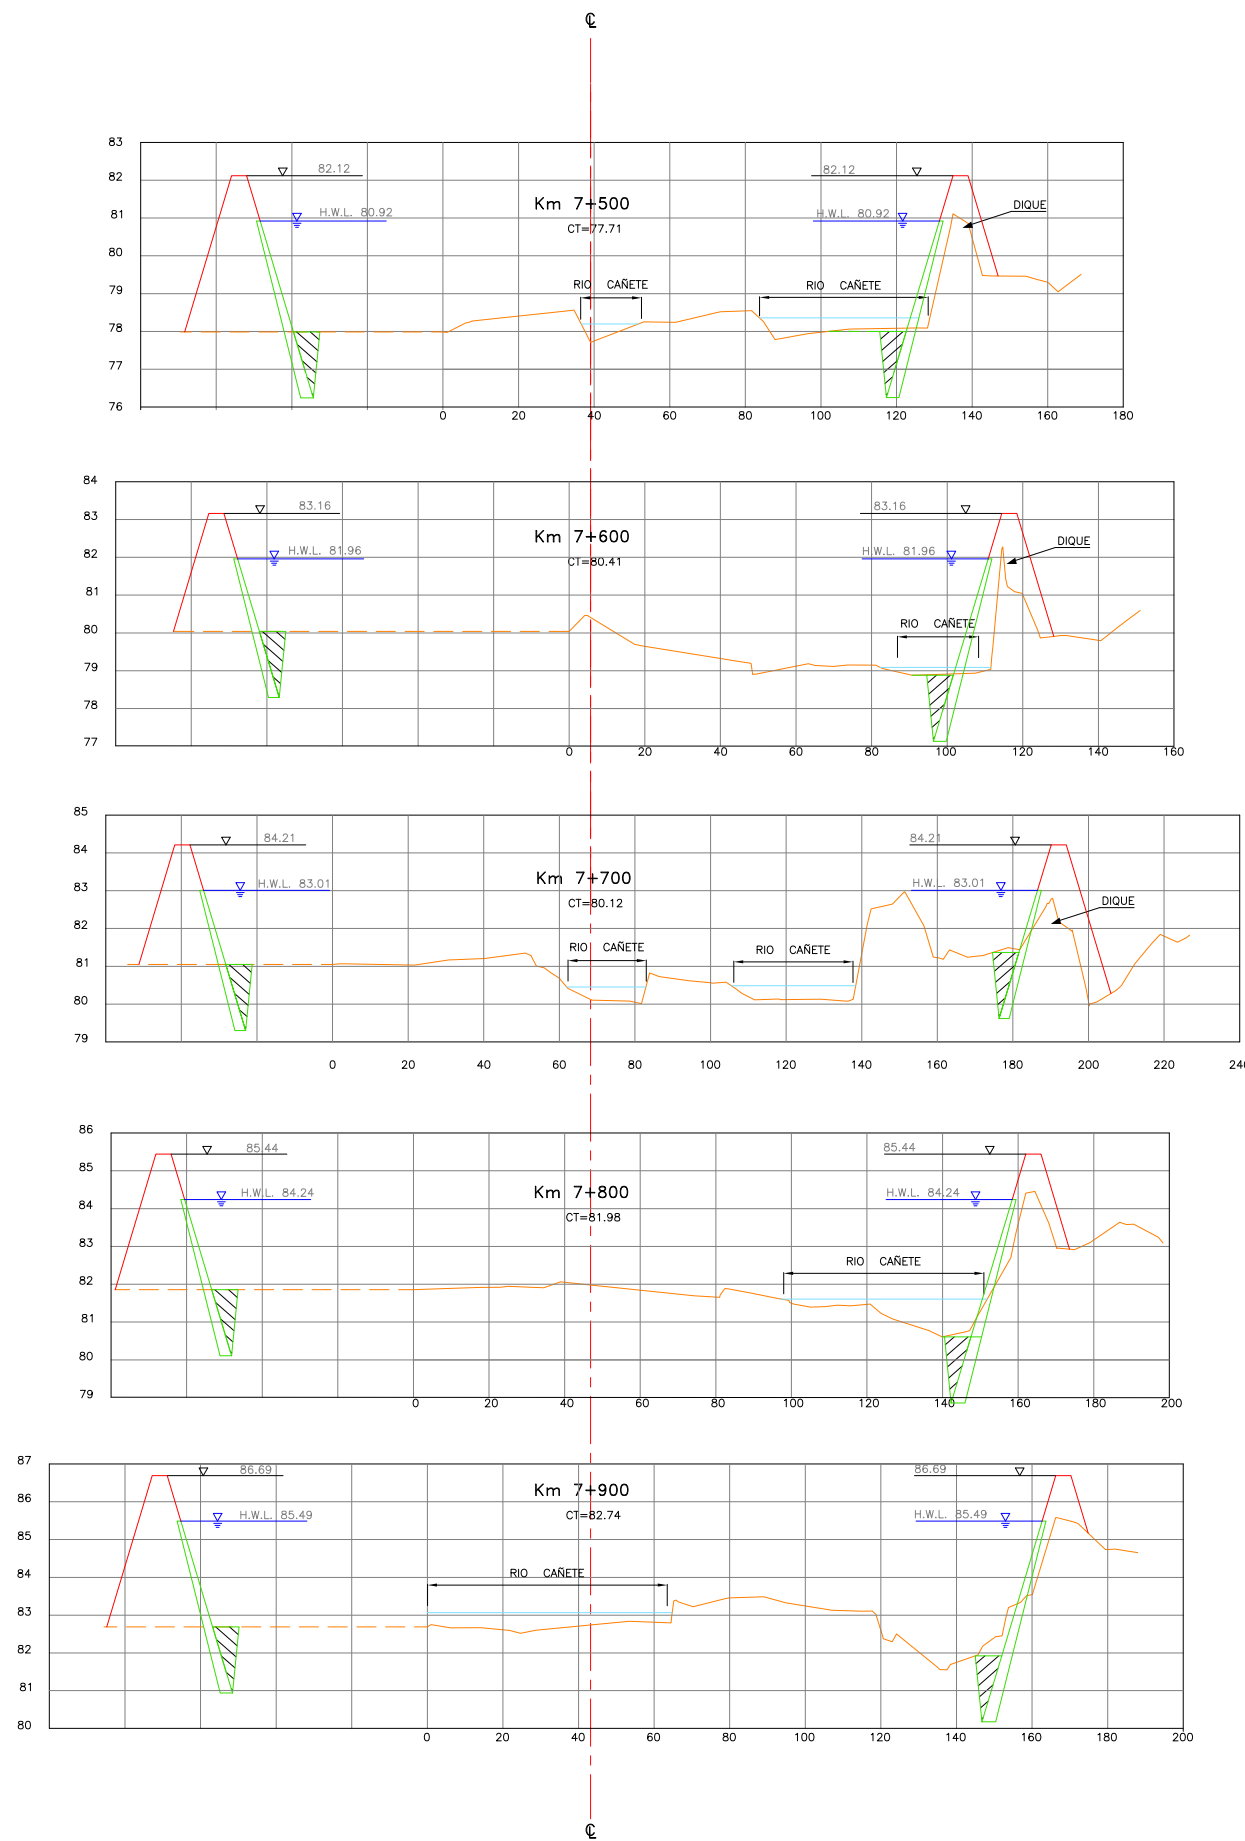 ℄
83
82
81
80
79
78
77
76
82.12
82.12
H.W.L. 80.92
H.W.L. 80.92
Km 7+500
CT=77.71
DIQUE
RIO CAÑETE
RIO CAÑETE
0 20 40 60 80 100 120 140 160 180
84
83
82
81
80
79
78
77
83.16
83.16
H.W.L. 81.96
H.W.L. 81.96
Km 7+600
CT=80.41
DIQUE
RIO CAÑETE
0 20 40 60 80 100 120 140 160
85
84
83
82
81
80
79
84.21
84.21
H.W.L. 83.01
H.W.L. 83.01
Km 7+700
CT=80.12
DIQUE
RIO CAÑETE
RIO CAÑETE
0 20 40 60 80 100 120 140 160 180 200 220 240
86
85
84
83
82
81
80
79
85.44
85.44
H.W.L. 84.24
H.W.L. 84.24
Km 7+800
CT=81.98
RIO CAÑETE
0 20 40 60 80 100 120 140 160 180 200
87
86
85
84
83
82
81
80
86.69
86.69
H.W.L. 85.49
H.W.L. 85.49
Km 7+900
CT=82.74
RIO CAÑETE
0 20 40 60 80 100 120 140 160 180 200
℄